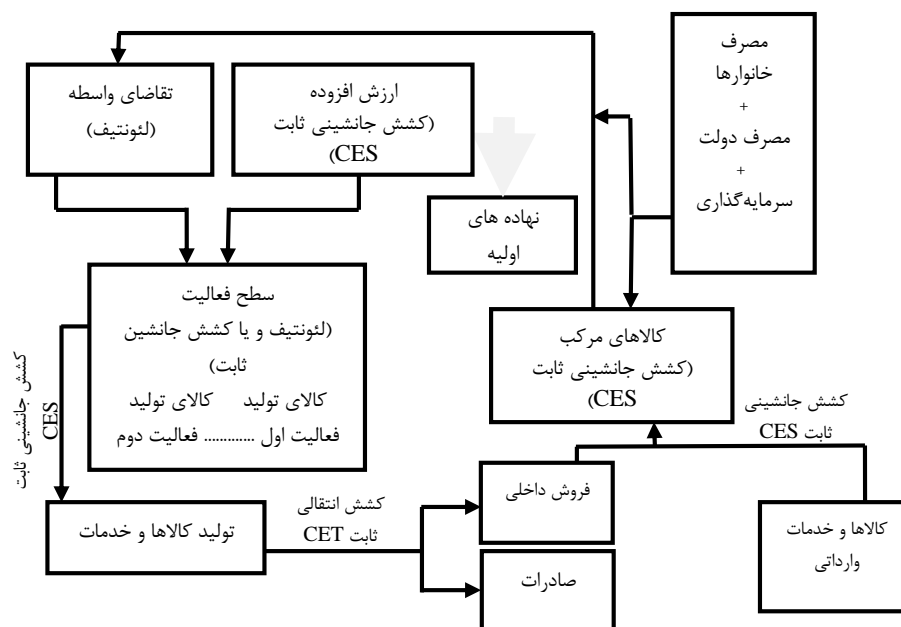 مصرف
خانوارها
+
مصرف دولت
+
سرمایه‌گذاری
ارزش افزوده
(کشش جانشینی ثابت
CES)
تقاضای واسطه
(لئونتیف)
نهاده های
اولیه
سطح فعالیت
(لئونتیف و یا کشش جانشین
ثابت)
کالای تولید کالای تولید
فعالیت اول ............. فعالیت دوم
کالاهای مرکب
(کشش جانشینی ثابت
CES)
کشش جانشینی ثابت
CES
کشش جانشینی
ثابت CES
تولید کالاها و خدمات
کشش انتقالی
ثابت CET
فروش داخلی
صادرات
کالاها و خدمات
وارداتی